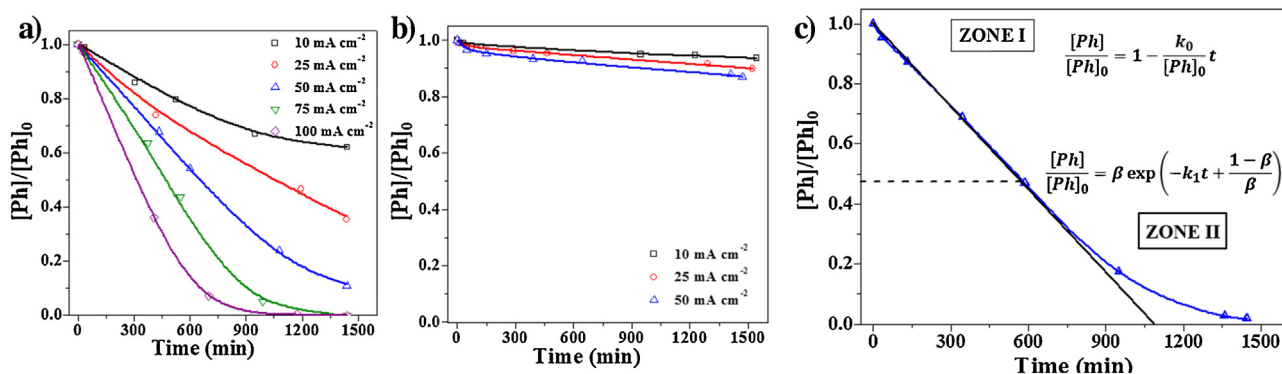 a)
[Ph]/[Ph]₀
1.0
0.8
0.6
0.4
0.2
0.0
10 mA cm⁻²
25 mA cm⁻²
50 mA cm⁻²
75 mA cm⁻²
100 mA cm⁻²
0 300 600 900 1200 1500
Time (min)
b)
[Ph]/[Ph]₀
1.0
0.8
0.6
0.4
0.2
0.0
10 mA cm⁻²
25 mA cm⁻²
50 mA cm⁻²
0 300 600 900 1200 1500
Time (min)
c)
[Ph]/[Ph]₀
1.0
0.8
0.6
0.4
0.2
0.0
ZONE I
[Ph]/[Ph]₀ = 1 − k₀/[Ph]₀ t
[Ph]/[Ph]₀ = β exp(−k₁t + (1 − β)/β)
ZONE II
0 300 600 900 1200 1500
Time (min)